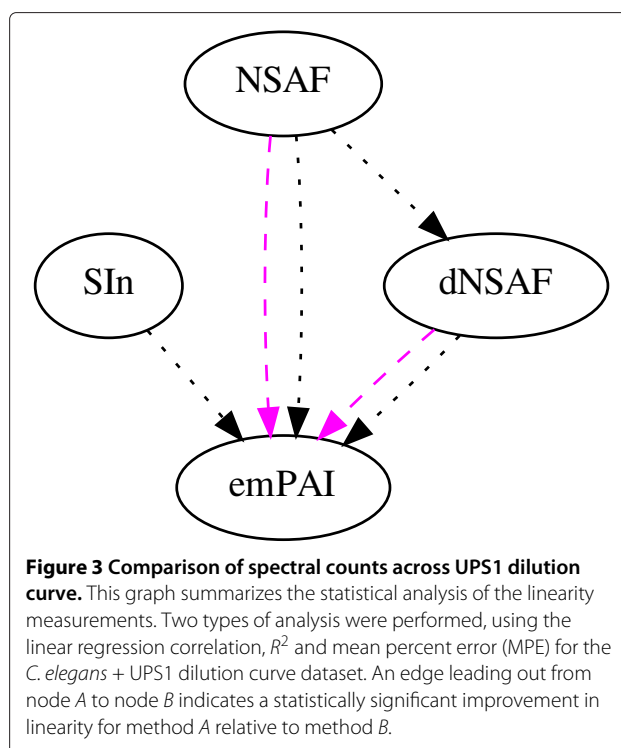 NSAF
SIn
dNSAF
emPAI
Figure 3 Comparison of spectral counts across UPS1 dilution
curve. This graph summarizes the statistical analysis of the linearity
measurements. Two types of analysis were performed, using the
linear regression correlation, R² and mean percent error (MPE) for the
C. elegans + UPS1 dilution curve dataset. An edge leading out from
node A to node B indicates a statistically significant improvement in
linearity for method A relative to method B.